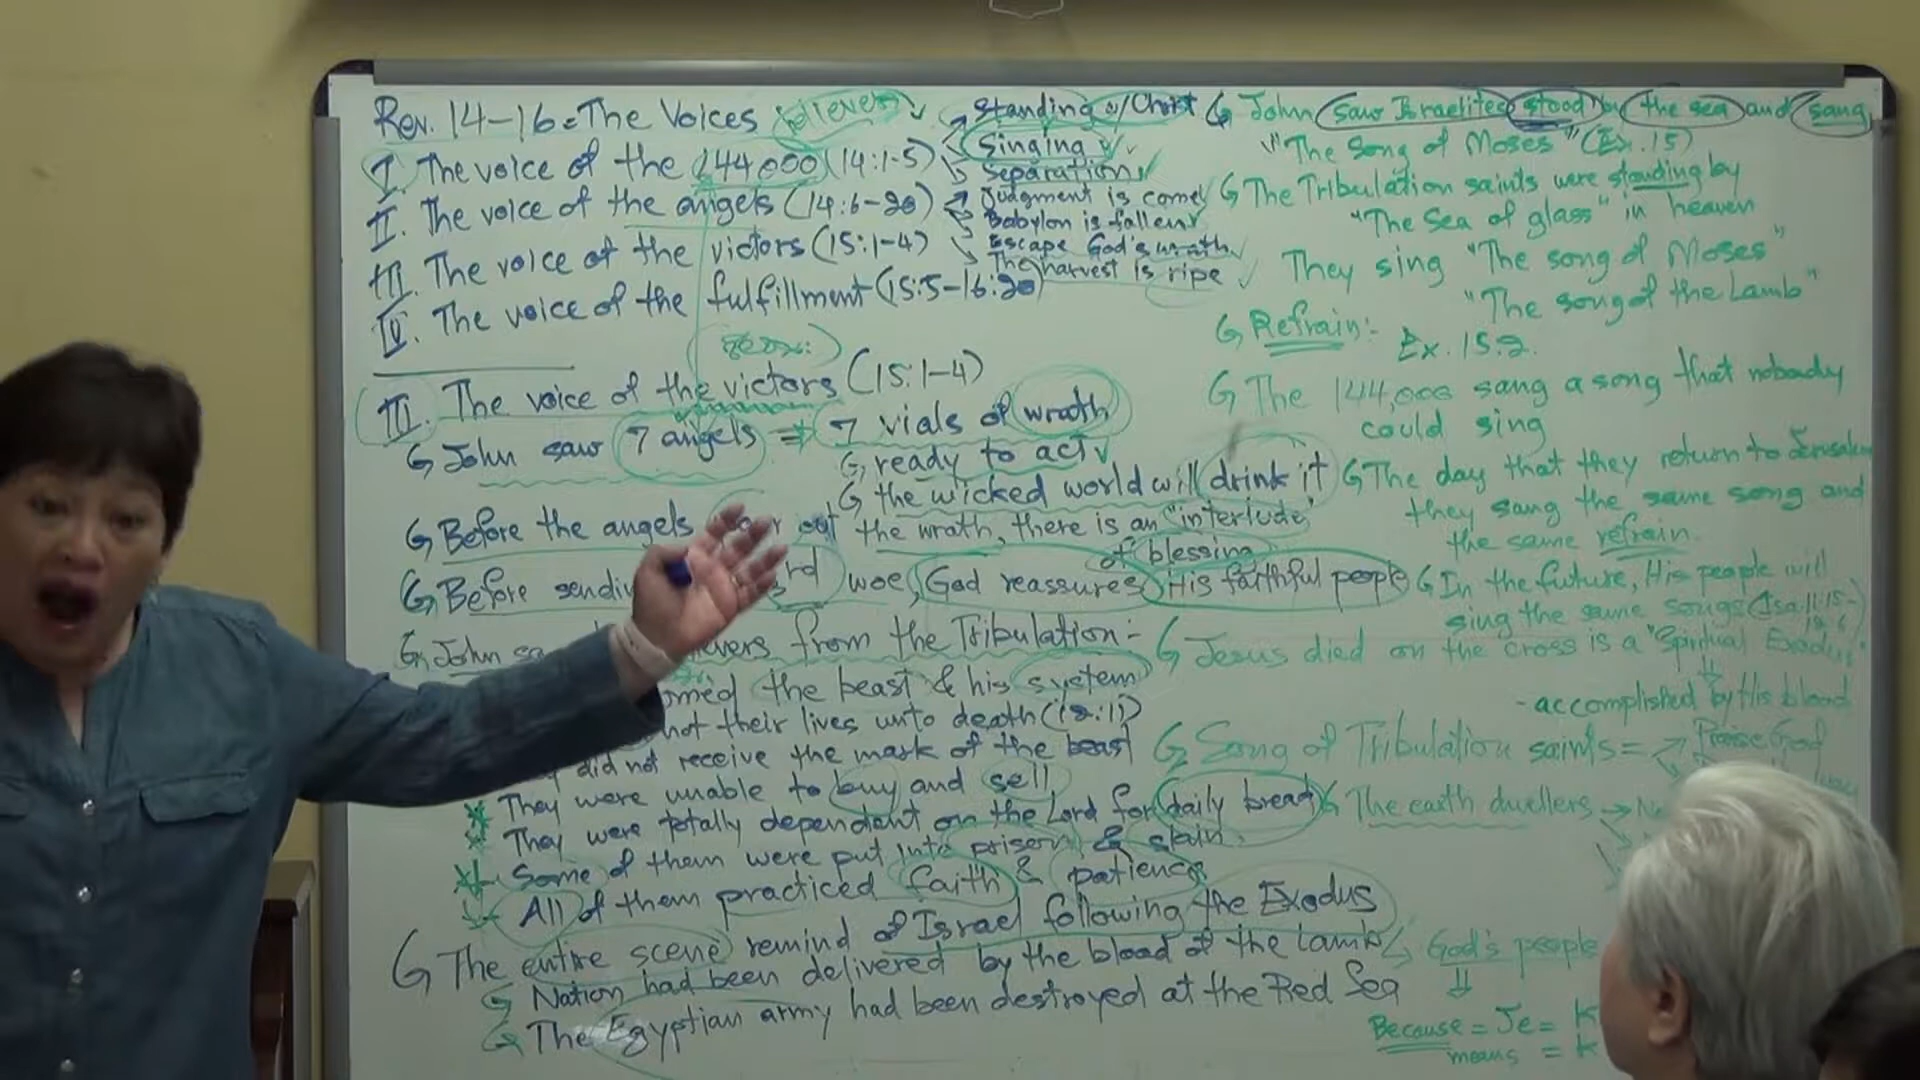 Rev. 14-16 = The Voices believers
I. The voice of the 144,000 (14:1-5)
II. The voice of the angels (14:6-20)
III. The voice of the victors (15:1-4)
IV. The voice of the fulfillment (15:5-16:20)
Standing w/ Christ
Singing
Separation
Judgment is come
Babylon is fallen
Escape God's wrath
The harvest is ripe
III. The voice of the victors (15:1-4)
John saw 7 angels ⇒ 7 vials of wrath
ready to act
the wicked world will drink it
Before the angels out the wrath, there is an "interlude"
of blessing
Before woe, God reassures His faithful people
John from the Tribulation:-
the beast & his system
not their lives unto death (12:11)
did not receive the mark of the beast
They were unable to buy and sell
They were totally dependent on the Lord for daily bread
Some of them were put into prison & slain.
All of them practiced faith & patience
The entire scene remind of Israel following the Exodus
Nation had been delivered by the blood of the lamb
The Egyptian army had been destroyed at the Red Sea
John saw Israelites stood by the sea and sang
"The Song of Moses" (Ex. 15)
The Tribulation saints were standing by
"The Sea of glass" in heaven
They sing "The song of Moses"
"The song of the Lamb"
Refrain:- Ex. 15:2.
The 144,000 sang a song that nobody
could sing
The day that they return to Jerusalem
they sang the same song and
the same refrain.
In the future, His people will
sing the same songs (Isa. 11:15-
12:6)
Jesus died on the cross is a "Spiritual Exodus"
- accomplished by His blood
Song of Tribulation saints = Praise God
The earth dwellers →
God's people
Because = Je = K
means = K